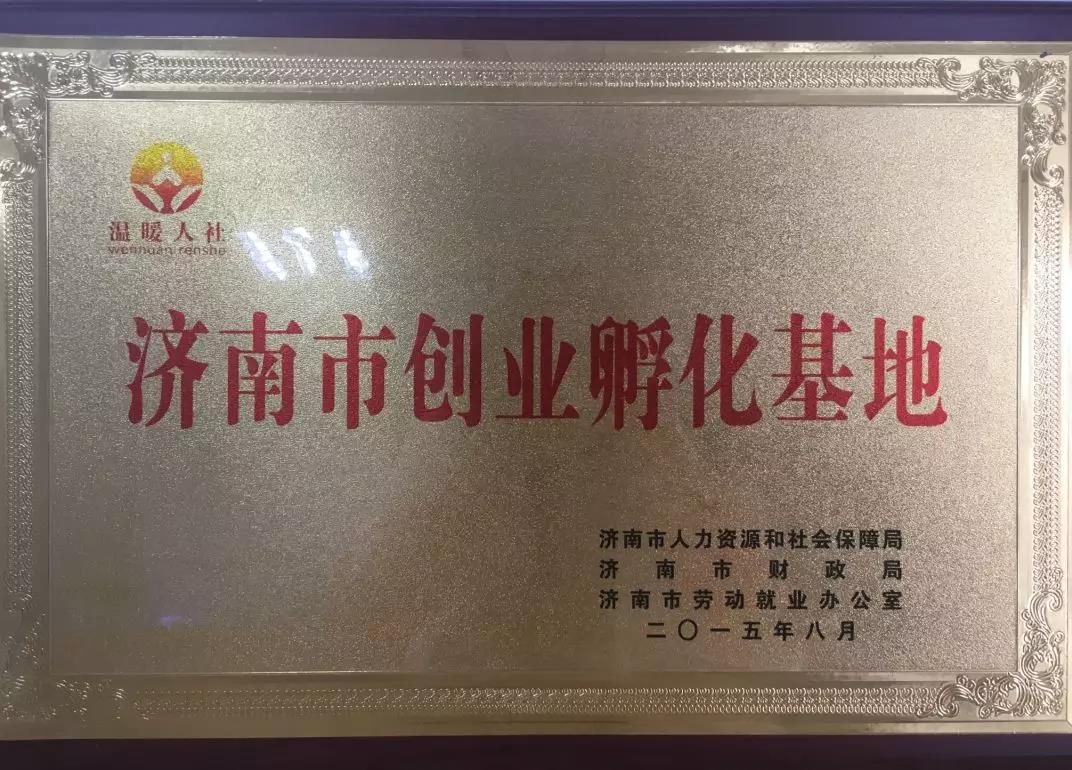 温暖人社
wennuan renshe
济南市创业孵化基地
济南市人力资源和社会保障局
济南市财政局
济南市劳动就业办公室
二〇一五年八月